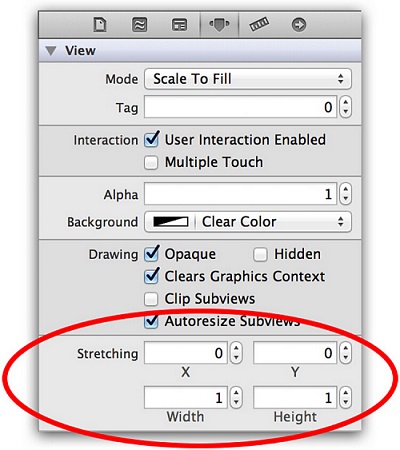 View
Mode Scale To Fill
Tag 0
Interaction User Interaction Enabled
Multiple Touch
Alpha 1
Background Clear Color
Drawing Opaque Hidden
Clears Graphics Context
Clip Subviews
Autoresize Subviews
Stretching 0 0
X Y
1 1
Width Height